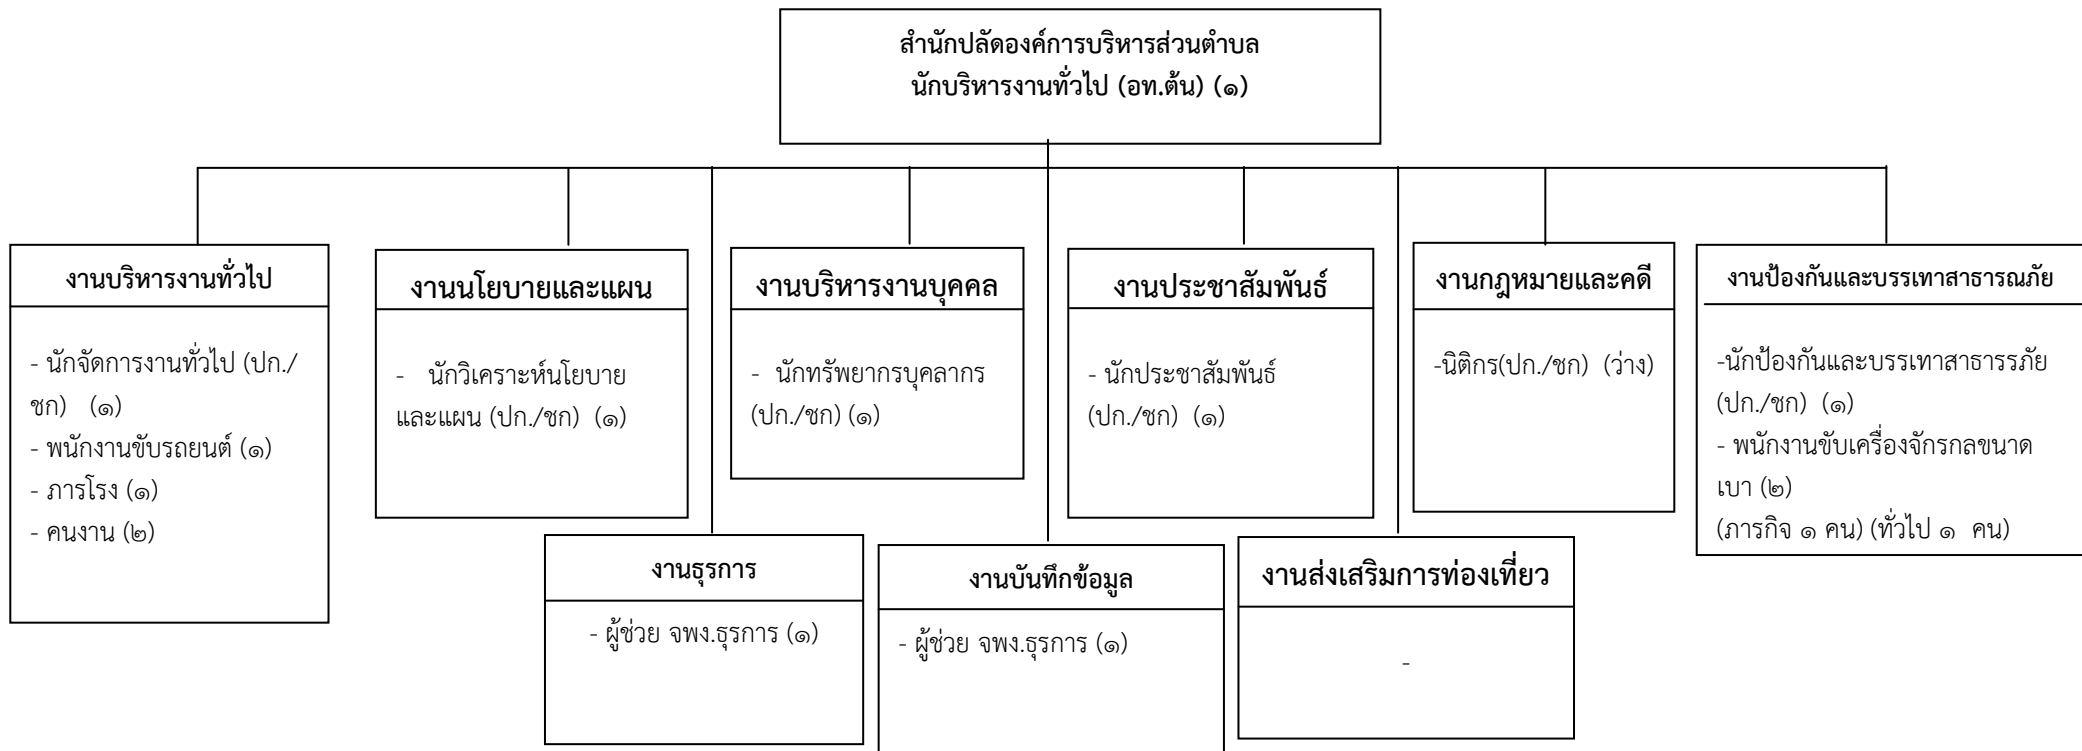 สำนักปลัดองค์การบริหารส่วนตำบล
นักบริหารงานทั่วไป (อท.ต้น) (๑)
งานบริหารงานทั่วไป
- นักจัดการงานทั่วไป (ปก./
ชก) (๑)
- พนักงานขับรถยนต์ (๑)
- ภารโรง (๑)
- คนงาน (๒)
งานนโยบายและแผน
- นักวิเคราะห์นโยบาย
และแผน (ปก./ชก) (๑)
งานบริหารงานบุคคล
- นักทรัพยากรบุคลากร
(ปก./ชก) (๑)
งานประชาสัมพันธ์
- นักประชาสัมพันธ์
(ปก./ชก) (๑)
งานกฎหมายและคดี
-นิติกร(ปก./ชก) (ว่าง)
งานป้องกันและบรรเทาสาธารณภัย
-นักป้องกันและบรรเทาสาธารรภัย
(ปก./ชก) (๑)
- พนักงานขับเครื่องจักรกลขนาด
เบา (๒)
(ภารกิจ ๑ คน) (ทั่วไป ๑ คน)
งานธุรการ
- ผู้ช่วย จพง.ธุรการ (๑)
งานบันทึกข้อมูล
- ผู้ช่วย จพง.ธุรการ (๑)
งานส่งเสริมการท่องเที่ยว
-